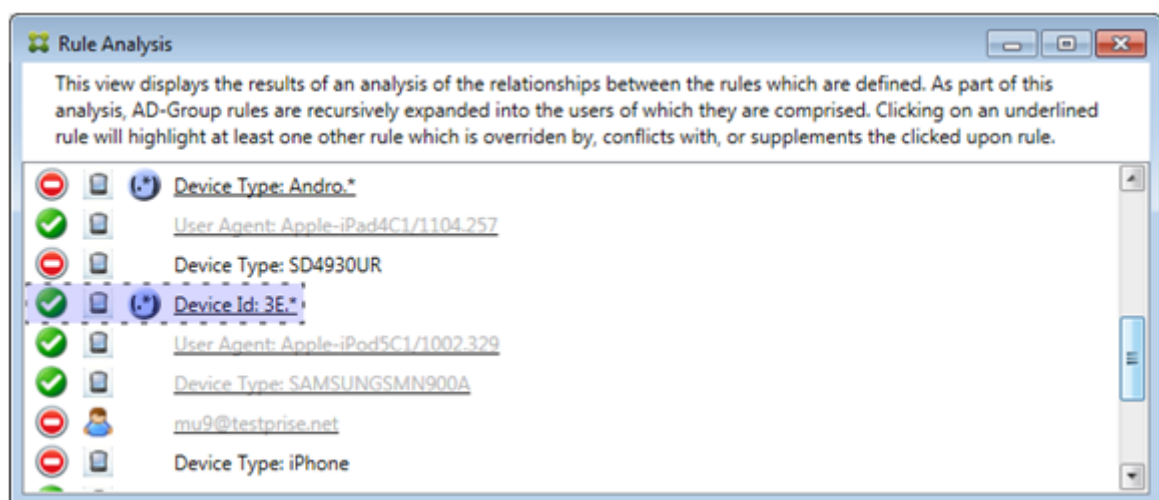 Rule Analysis
This view displays the results of an analysis of the relationships between the rules which are defined. As part of this
analysis, AD-Group rules are recursively expanded into the users of which they are comprised. Clicking on an underlined
rule will highlight at least one other rule which is overriden by, conflicts with, or supplements the clicked upon rule.
(.*) Device Type: Andro.*
User Agent: Apple-iPad4C1/1104.257
Device Type: SD4930UR
(.*) Device Id: 3E.*
User Agent: Apple-iPod5C1/1002.329
Device Type: SAMSUNGSMN900A
mu9@testprise.net
Device Type: iPhone